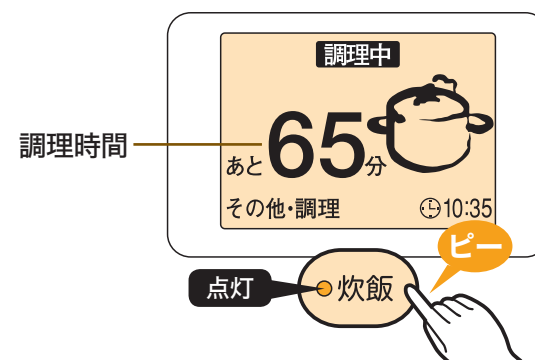 調理中
調理時間
あと65分
その他・調理 10:35
ピー
点灯
炊飯